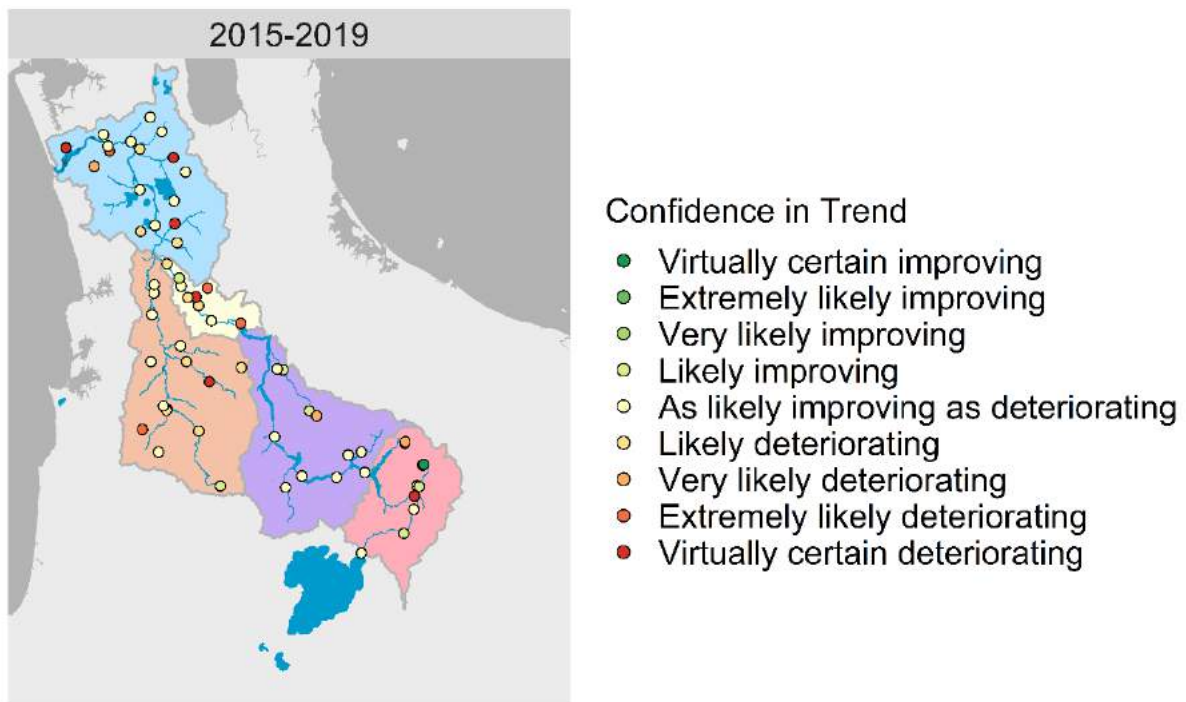 2015-2019
Confidence in Trend
Virtually certain improving
Extremely likely improving
Very likely improving
Likely improving
As likely improving as deteriorating
Likely deteriorating
Very likely deteriorating
Extremely likely deteriorating
Virtually certain deteriorating